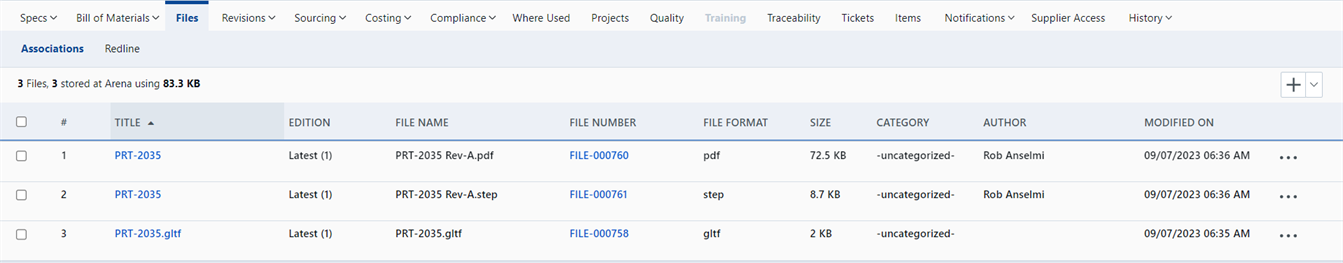 Specs Bill of Materials Files Revisions Sourcing Costing Compliance Where Used Projects Quality Training Traceability Tickets Items Notifications Supplier Access History
Associations Redline
3 Files, 3 stored at Arena using 83.3 KB
# TITLE EDITION FILE NAME FILE NUMBER FILE FORMAT SIZE CATEGORY AUTHOR MODIFIED ON
1 PRT-2035 Latest (1) PRT-2035 Rev-A.pdf FILE-000760 pdf 72.5 KB -uncategorized- Rob Anselmi 09/07/2023 06:36 AM
2 PRT-2035 Latest (1) PRT-2035 Rev-A.step FILE-000761 step 8.7 KB -uncategorized- Rob Anselmi 09/07/2023 06:36 AM
3 PRT-2035.gltf Latest (1) PRT-2035.gltf FILE-000758 gltf 2 KB -uncategorized- 09/07/2023 06:35 AM